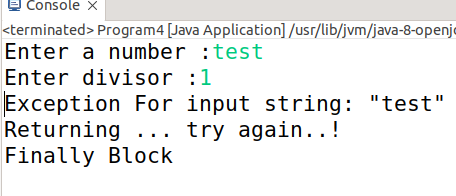 Console
<terminated> Program4 [Java Application] /usr/lib/jvm/java-8-openj
Enter a number :test
Enter divisor :1
Exception For input string: "test"
Returning ... try again..!
Finally Block